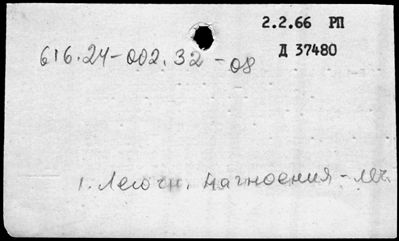 2.2.66 РП
Д 37480
616.24-002.32-08
1. Легочн. нагноения - леч.